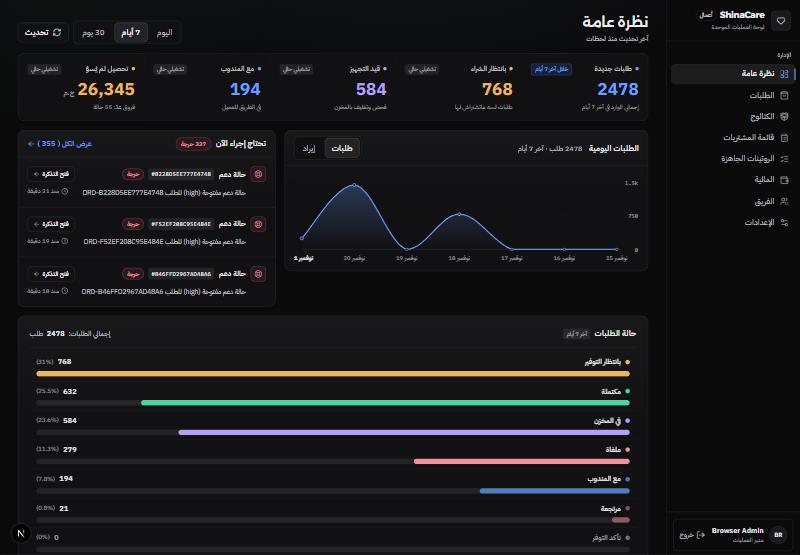 ShinaCare أعمال
لوحة العمليات الموحدة
الإدارة
نظرة عامة
الطلبات
الكتالوج
قائمة المشتريات
الروتينات الجاهزة
المالية
الفريق
الإعدادات
BR Browser Admin خروج
مدير العمليات
نظرة عامة
آخر تحديث منذ لحظات
اليوم 7 أيام 30 يوم تحديث
طلبات جديدة خلال آخر 7 أيام
2478
إجمالي الوارد في آخر 7 أيام
بانتظار الشراء تشغيلي حالي
768
طلبات لسه ماتشتراش لها
قيد التجهيز تشغيلي حالي
584
فحص وتغليف بالمخزن
مع المندوب تشغيلي حالي
194
في الطريق للعميل
تحصيل لم يُسوَّ تشغيلي حالي
26,345 ج.م
فروق عند 55 حالة
الطلبات اليومية 2478 طلب · آخر 7 أيام طلبات إيراد
1.5k
750
0
15 نوفمبر 16 نوفمبر 17 نوفمبر 18 نوفمبر 19 نوفمبر 20 نوفمبر
تحتاج إجراء الآن 337 حرجة عرض الكل ( 355 ) ←
حالة دعم #B228D5EE777E4748 حرجة فتح التذكرة ←
حالة دعم مفتوحة (high) للطلب ORD-B228D5EE777E4748 منذ 21 دقيقة
حالة دعم #F52EF208C95E484E حرجة فتح التذكرة ←
حالة دعم مفتوحة (high) للطلب ORD-F52EF208C95E484E منذ 19 دقيقة
حالة دعم #B46FFD2967AD48A6 حرجة فتح التذكرة ←
حالة دعم مفتوحة (high) للطلب ORD-B46FFD2967AD48A6 منذ 18 دقيقة
حالة الطلبات آخر 7 أيام إجمالي الطلبات: 2478 طلب
بانتظار التوفير 768 (31%)
مكتملة 632 (25.5%)
في المخزن 584 (23.6%)
ملغاة 279 (11.3%)
مع المندوب 194 (7.8%)
مرتجعة 21 (0.8%)
تأكد التوفر 0 (0%)
N